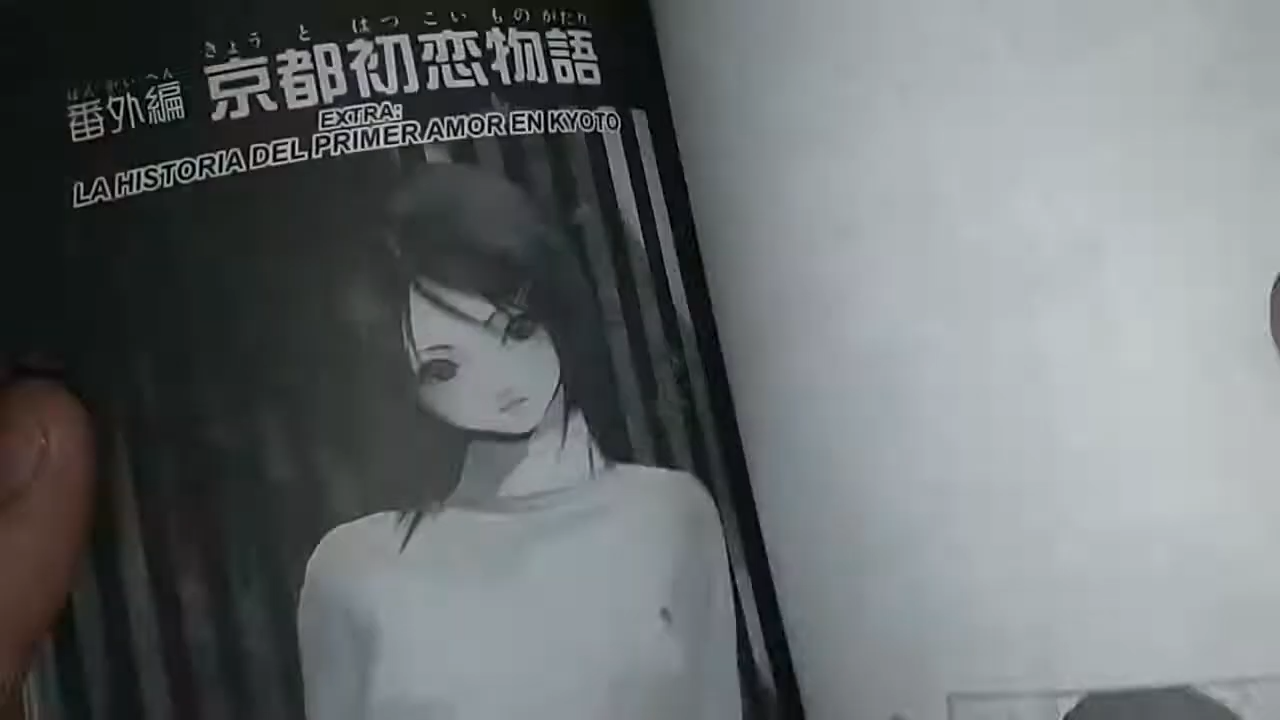 きょう と はつ こい もの がたり
ばん がい へん
番外編 京都初恋物語
EXTRA:
LA HISTORIA DEL PRIMER AMOR EN KYOTO